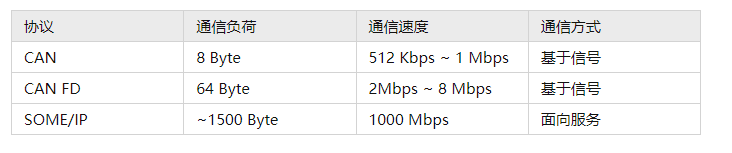 协议 通信负荷 通信速度 通信方式
CAN 8 Byte 512 Kbps ~ 1 Mbps 基于信号
CAN FD 64 Byte 2Mbps ~ 8 Mbps 基于信号
SOME/IP ~1500 Byte 1000 Mbps 面向服务